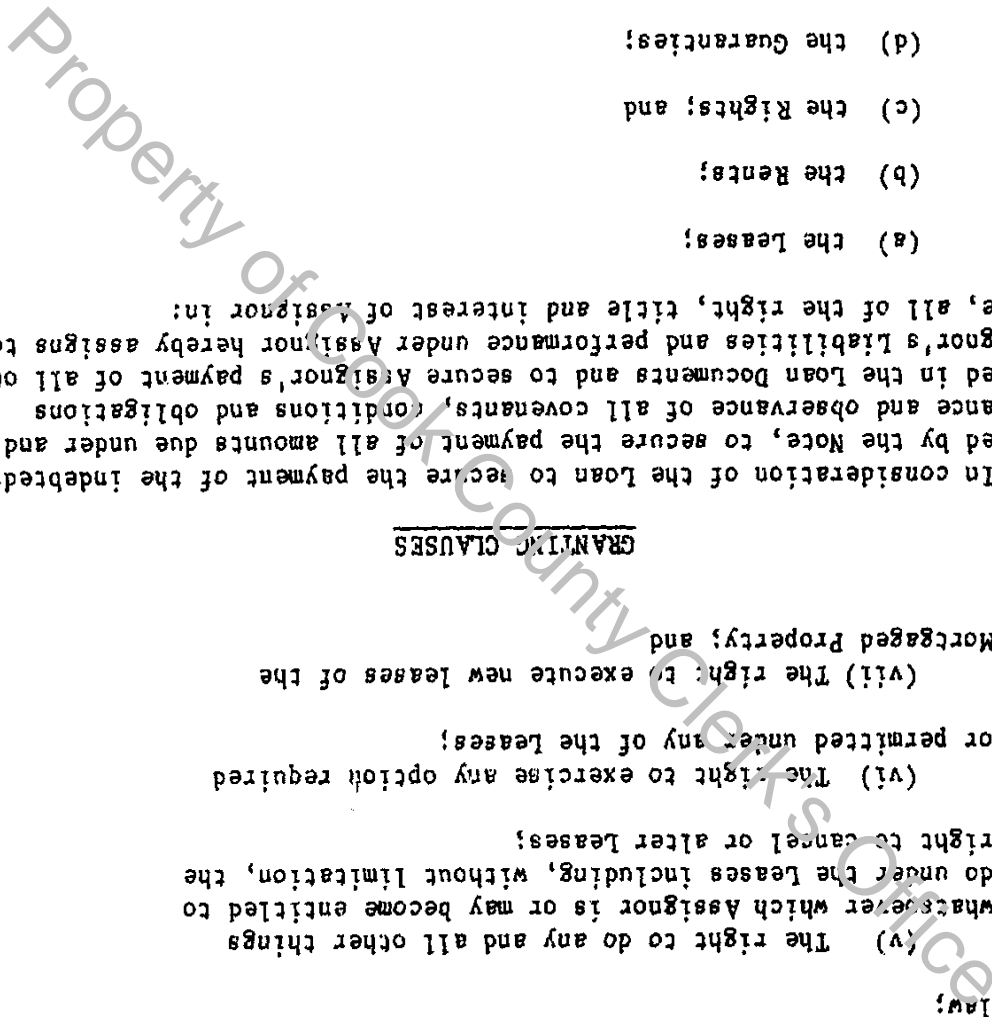 law;
(v) The right to do any and all other things
whatsoever which Assignor is or may become entitled to
do under the Leases including, without limitation, the
right to cancel or alter Leases;
(vi) The right to exercise any option required
or permitted under any of the Leases;
(vii) The right to execute new leases of the
Mortgaged Property; and
GRANTING CLAUSES
In consideration of the Loan to secure the payment of the indebted
ed by the Note, to secure the payment of all amounts due under and
ance and observance of all covenants, conditions and obligations
ed in the Loan Documents and to secure Assignor's payment of all o
gnor's Liabilities and performance under Assignor hereby assigns to
e, all of the right, title and interest of Assignor in:
(a) the Leases;
(b) the Rents;
(c) the Rights; and
(d) the Guaranties;
Property of Cook County Clerk's Office